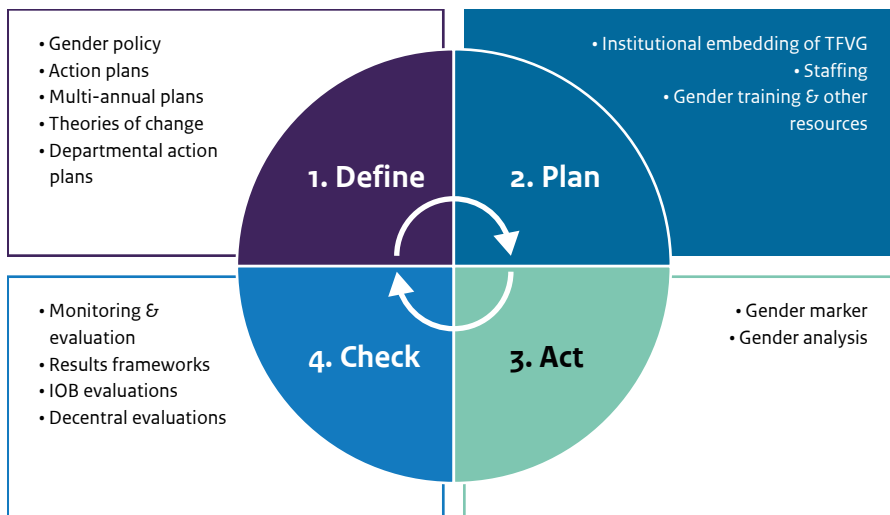 • Gender policy
• Action plans
• Multi-annual plans
• Theories of change
• Departmental action
plans
1. Define
• Institutional embedding of TFVG
• Staffing
• Gender training & other
resources
2. Plan
• Monitoring &
evaluation
• Results frameworks
• IOB evaluations
• Decentral evaluations
4. Check
• Gender marker
• Gender analysis
3. Act